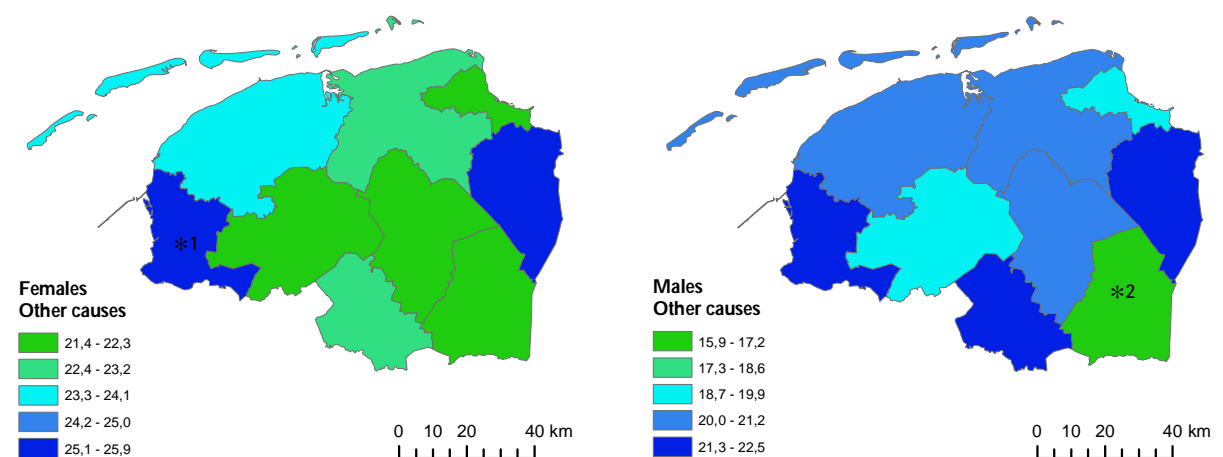 *1
Females
Other causes
21,4 - 22,3
22,4 - 23,2
23,3 - 24,1
24,2 - 25,0
25,1 - 25,9
0 10 20 40 km
*2
Males
Other causes
15,9 - 17,2
17,3 - 18,6
18,7 - 19,9
20,0 - 21,2
21,3 - 22,5
0 10 20 40 km